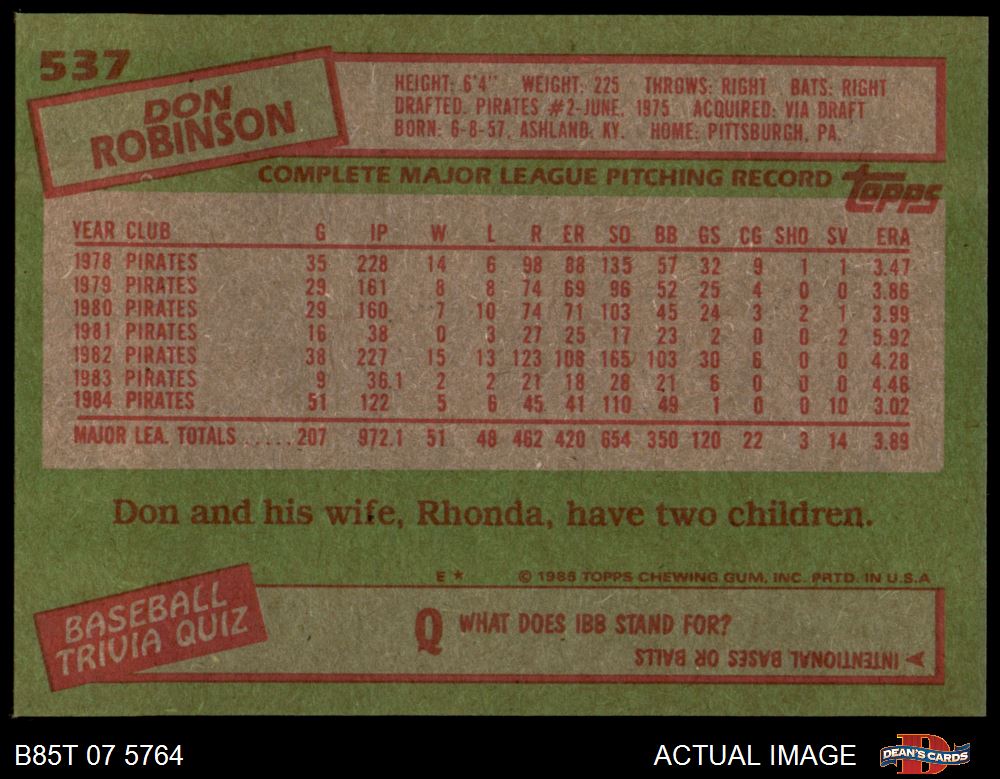 537
DON
ROBINSON
HEIGHT: 6'4" WEIGHT: 225 THROWS: RIGHT BATS: RIGHT
DRAFTED: PIRATES #2-JUNE, 1975 ACQUIRED: VIA DRAFT
BORN: 6-8-57, ASHLAND, KY. HOME: PITTSBURGH, PA.
COMPLETE MAJOR LEAGUE PITCHING RECORD topps
YEAR CLUB G IP W L R ER SO BB GS CG SHO SV ERA
1978 PIRATES 35 228 14 6 98 88 135 57 32 9 1 1 3.47
1979 PIRATES 29 161 8 8 74 69 96 52 25 4 0 0 3.86
1980 PIRATES 29 160 7 10 74 71 103 45 24 3 2 1 3.99
1981 PIRATES 16 38 0 3 27 25 17 23 2 0 0 2 5.92
1982 PIRATES 38 227 15 13 123 108 165 103 30 6 0 0 4.28
1983 PIRATES 9 36.1 2 2 21 18 28 21 6 0 0 0 4.46
1984 PIRATES 51 122 5 6 45 41 110 49 1 0 0 10 3.02
MAJOR LEA. TOTALS.....207 972.1 51 48 462 420 654 350 120 22 3 14 3.89
Don and his wife, Rhonda, have two children.
E * © 1985 TOPPS CHEWING GUM, INC. PRTD. IN U.S.A
BASEBALL
TRIVIA QUIZ
Q WHAT DOES IBB STAND FOR?
A INTENTIONAL BASES OR BALLS
B85T 07 5764
ACTUAL IMAGE
D
DEAN'S CARDS